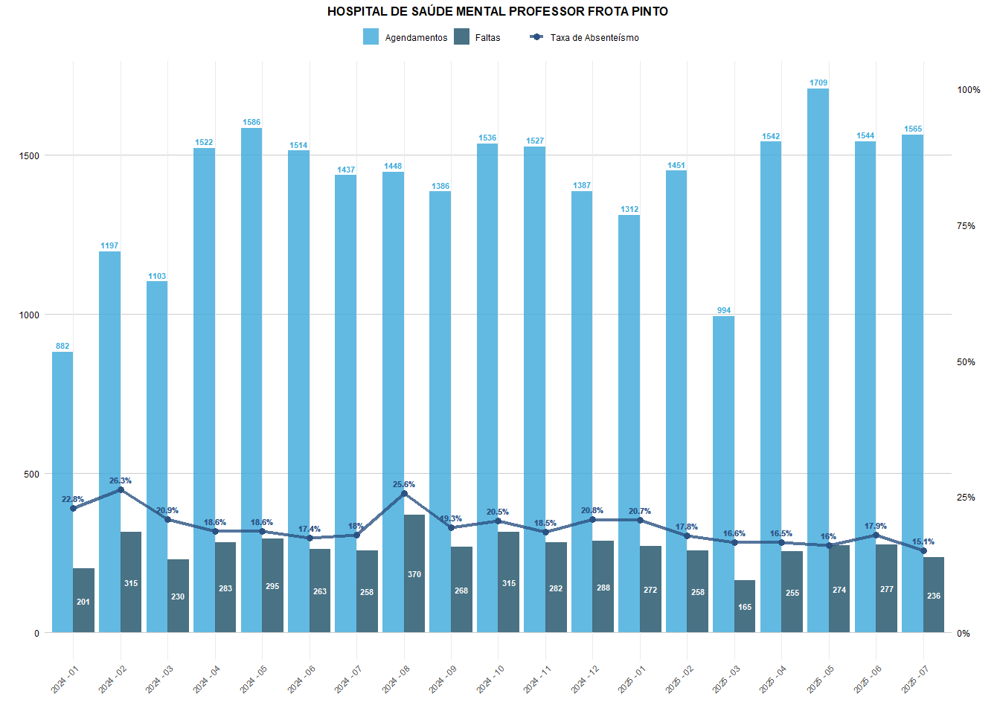 HOSPITAL DE SAÚDE MENTAL PROFESSOR FROTA PINTO
Agendamentos Faltas Taxa de Absenteísmo
1709
100%
1586
1522 1514 1536 1527 1542 1544 1565
1500
1437 1448 1386 1387 1451
1312
75%
1197
1103
1000
994
882
50%
500
22.8% 26.3% 20.9% 18.6% 18.6% 17.4% 18% 25.6% 19.3% 20.5% 18.5% 20.8% 20.7% 17.8% 16.6% 16.5% 16% 17.9% 15.1%
25%
201 315 230 283 295 263 258 370 268 315 282 288 272 258 165 255 274 277 236
0
0%
2024 - 01 2024 - 02 2024 - 03 2024 - 04 2024 - 05 2024 - 06 2024 - 07 2024 - 08 2024 - 09 2024 - 10 2024 - 11 2024 - 12 2025 - 01 2025 - 02 2025 - 03 2025 - 04 2025 - 05 2025 - 06 2025 - 07